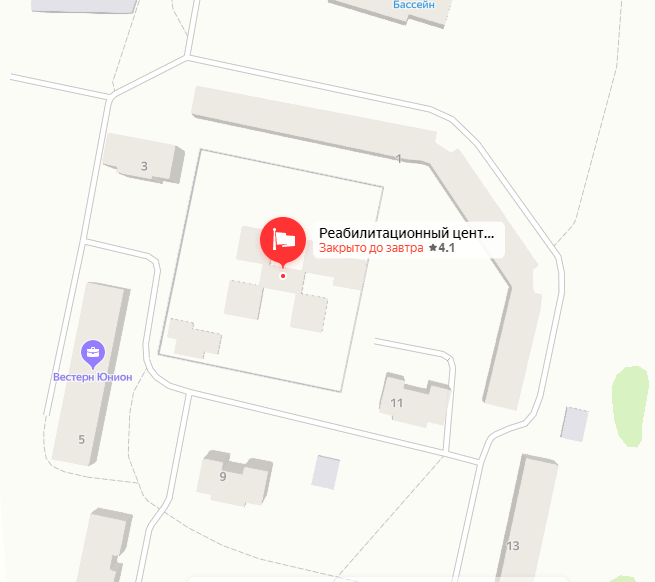 Бассейн
3
1
Реабилитационный цент...
Закрыто до завтра ★4.1
Вестерн Юнион
11
5
9
13